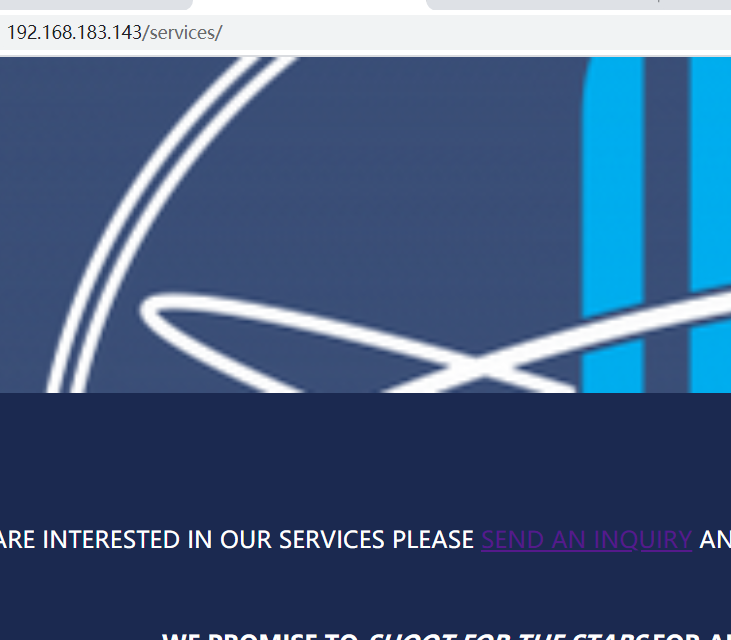 192.168.183.143/services/
ARE INTERESTED IN OUR SERVICES PLEASE SEND AN INQUIRY AN
WE PROMISE TO SHOOT FOR THE STARS FOR